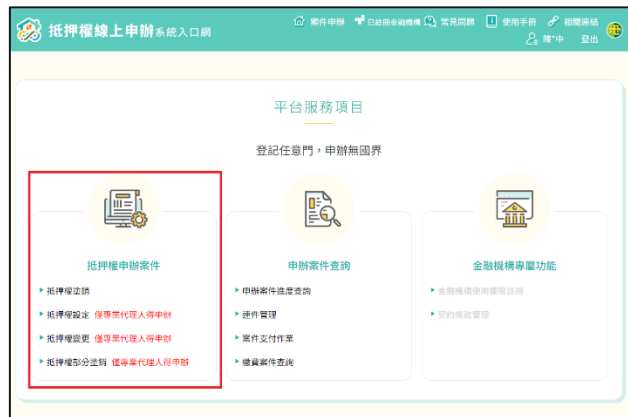 抵押權線上申辦系統入口網
案件申辦 已註冊金融機構 常見問題 使用手冊 相關連結
陳*中 登出
平台服務項目
登記任意門，申辦無國界
抵押權申辦案件
抵押權塗銷
抵押權設定 僅專業代理人得申辦
抵押權變更 僅專業代理人得申辦
抵押權部分塗銷 僅專業代理人得申辦
申辦案件查詢
申辦案件進度查詢
連件管理
案件支付作業
繳費案件查詢
金融機構專屬功能
金融機構使用權限註冊
契約條款管理